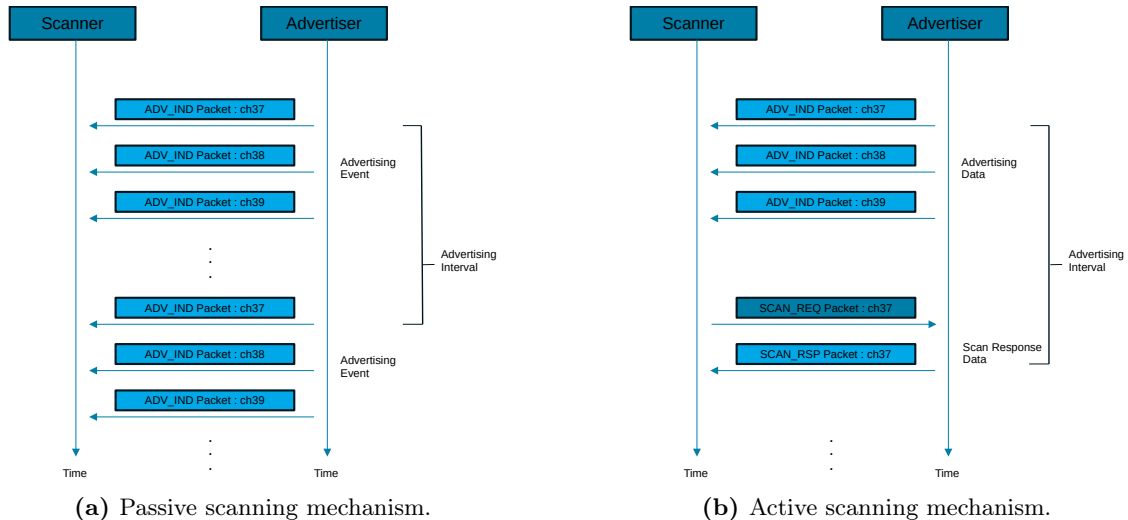 Scanner
Advertiser
ADV_IND Packet : ch37
ADV_IND Packet : ch38
Advertising
Event
ADV_IND Packet : ch39
Advertising
Interval
ADV_IND Packet : ch37
ADV_IND Packet : ch38
Advertising
Event
ADV_IND Packet : ch39
Time
Time
(a) Passive scanning mechanism.
Scanner
Advertiser
ADV_IND Packet : ch37
ADV_IND Packet : ch38
Advertising
Data
ADV_IND Packet : ch39
Advertising
Interval
SCAN_REQ Packet : ch37
SCAN_RSP Packet : ch37
Scan Response
Data
Time
Time
(b) Active scanning mechanism.